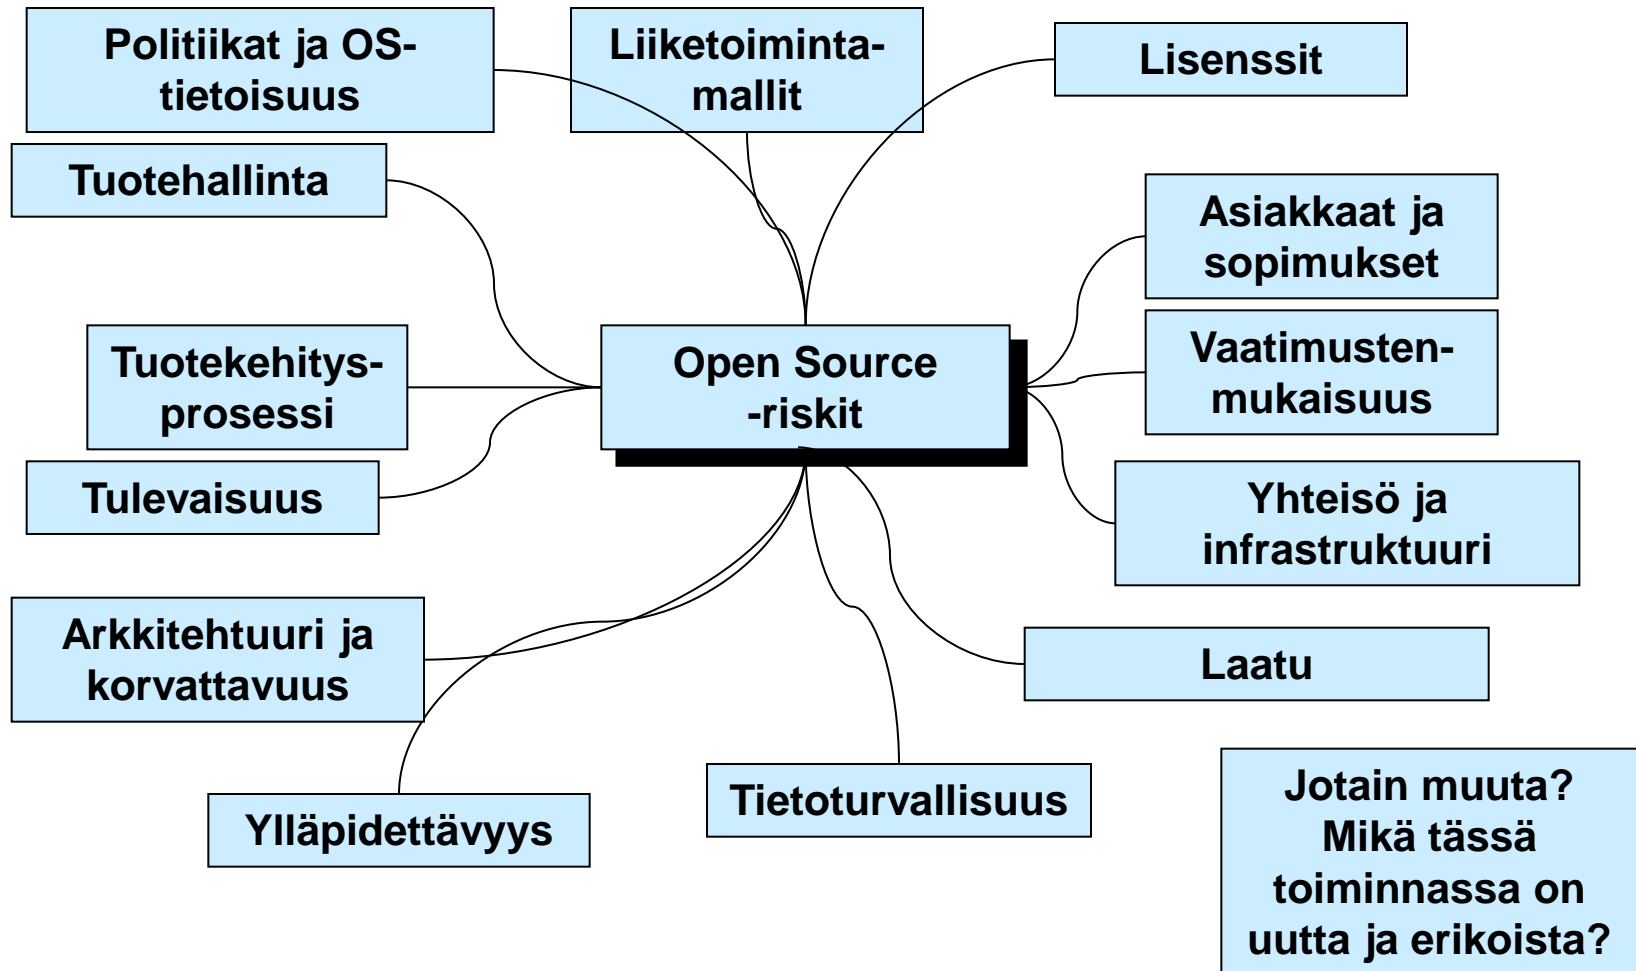 Politiikat ja OS-
tietoisuus
Liiketoiminta-
mallit
Lisenssit
Tuotehallinta
Asiakkaat ja
sopimukset
Tuotekehitys-
prosessi
Open Source
-riskit
Vaatimusten-
mukaisuus
Tulevaisuus
Yhteisö ja
infrastruktuuri
Arkkitehtuuri ja
korvattavuus
Laatu
Ylläpidettävyys
Tietoturvallisuus
Jotain muuta?
Mikä tässä
toiminnassa on
uutta ja erikoista?